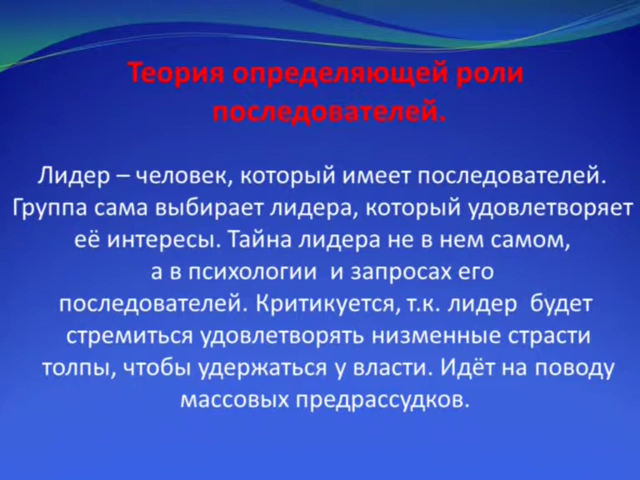 Теория определяющей роли
последователей.
Лидер – человек, который имеет последователей.
Группа сама выбирает лидера, который удовлетворяет
её интересы. Тайна лидера не в нем самом,
а в психологии и запросах его
последователей. Критикуется, т.к. лидер будет
стремиться удовлетворять низменные страсти
толпы, чтобы удержаться у власти. Идёт на поводу
массовых предрассудков.